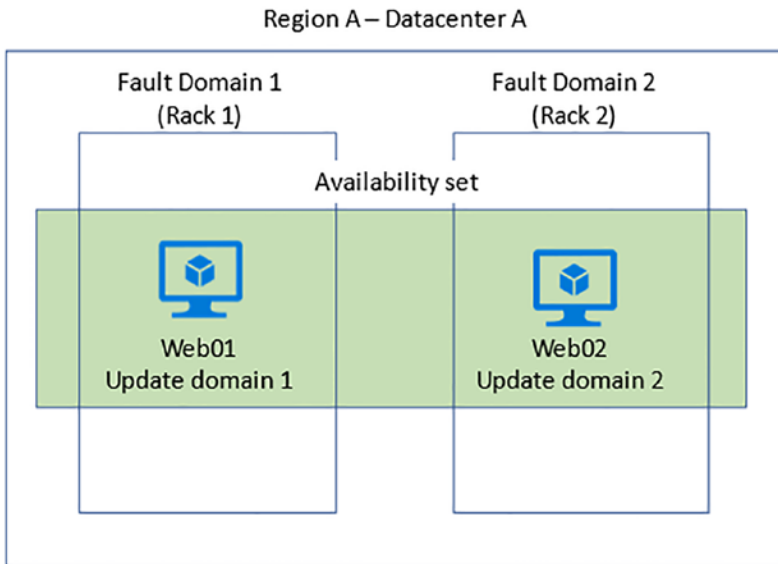 Region A – Datacenter A
Fault Domain 1
(Rack 1)
Fault Domain 2
(Rack 2)
Availability set
Web01
Update domain 1
Web02
Update domain 2